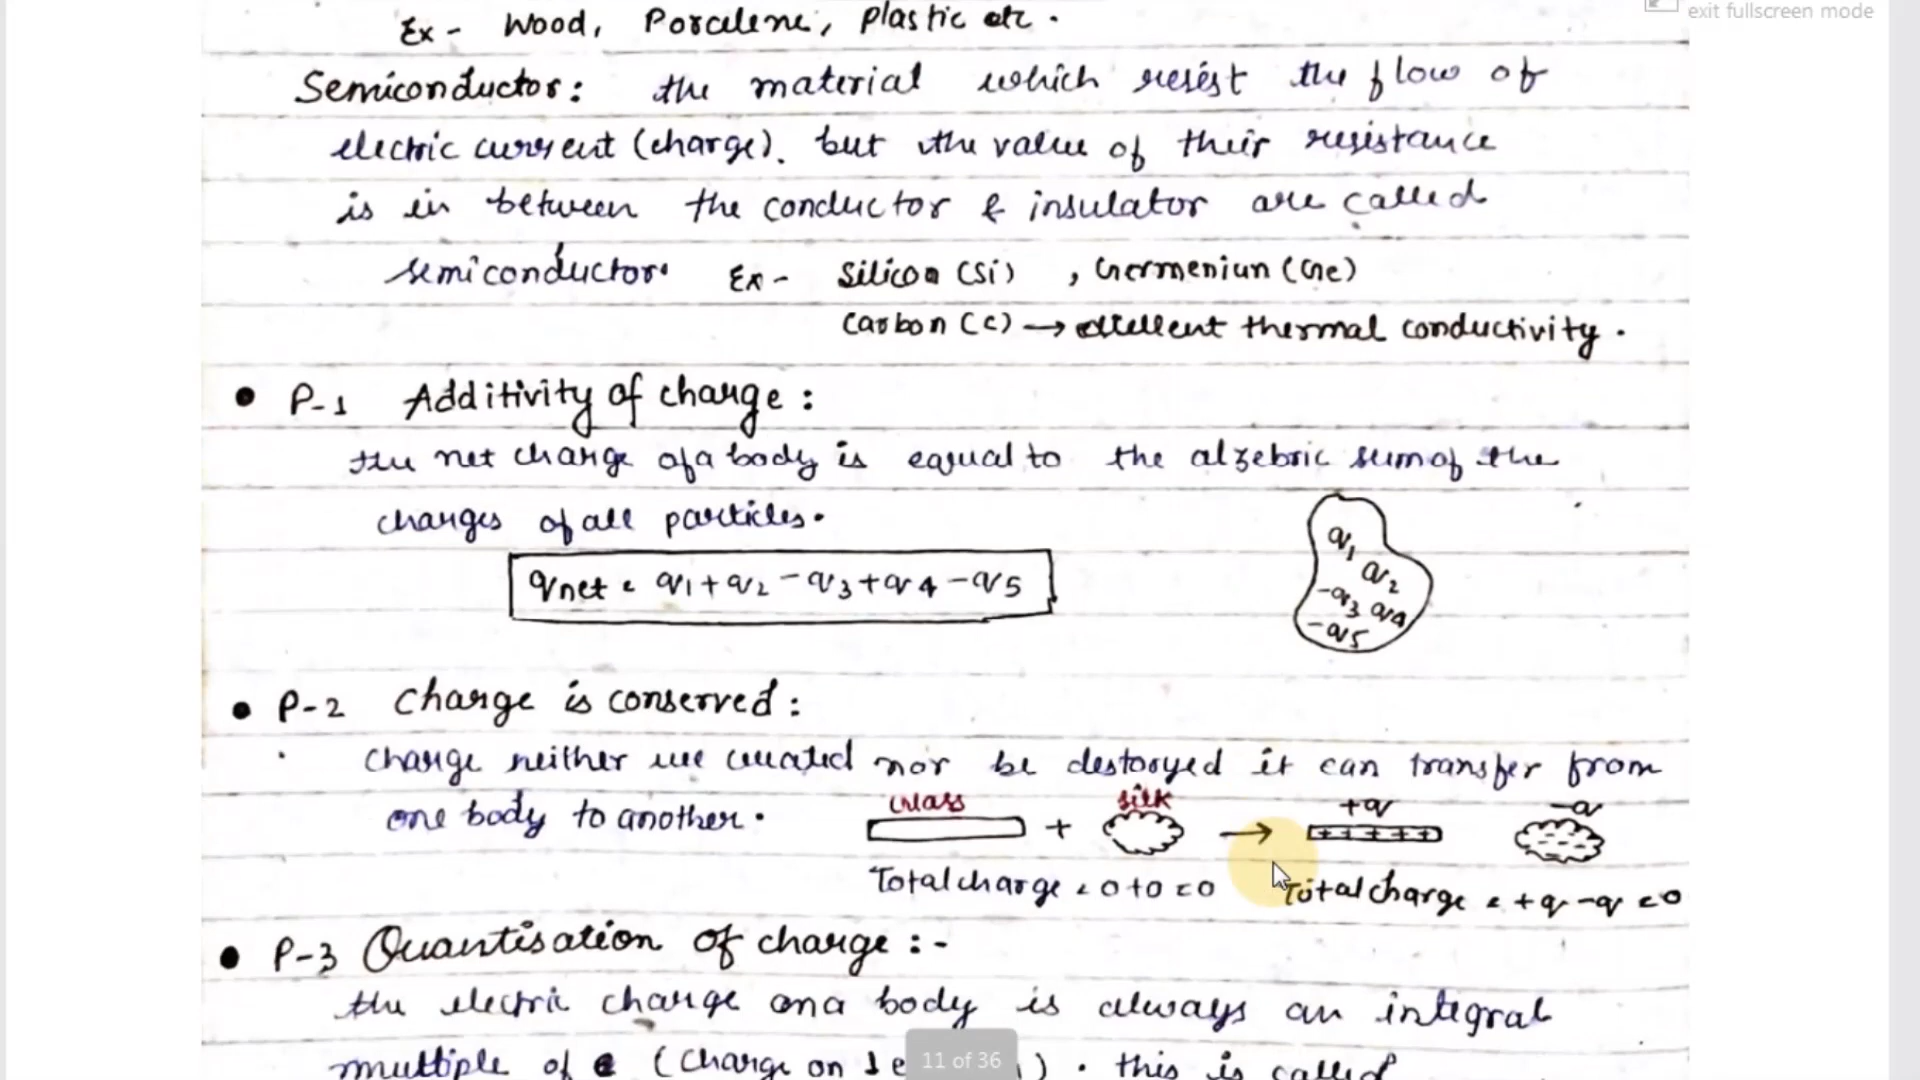 exit fullscreen mode
Ex - Wood, Porcelene, Plastic etc.
Semiconductor: the material which resist the flow of
electric current (charge). but the value of their resistance
is in between the conductor & insulator are called
semiconductor. Ex - Silicon (Si) , Germenium (Ge)
Carbon (C) → excellent thermal conductivity.
• P-1 Additivity of charge :
the net charge of a body is equal to the algebric sum of the
charges of all particles.
qnet = q1 + q2 - q3 + q4 - q5
q1
q2
-q3 q4
-q5
• P-2 Charge is conserved :
charge neither be created nor be destoryed it can transfer from
one body to another.
Glass + silk → +q -q
Total charge = 0 + 0 = 0 Total charge = +q - q = 0
• P-3 Quantisation of charge : -
the electric charge on a body is always an integral
multiple of e (Charge on 1 e ) . this is called
11 of 36